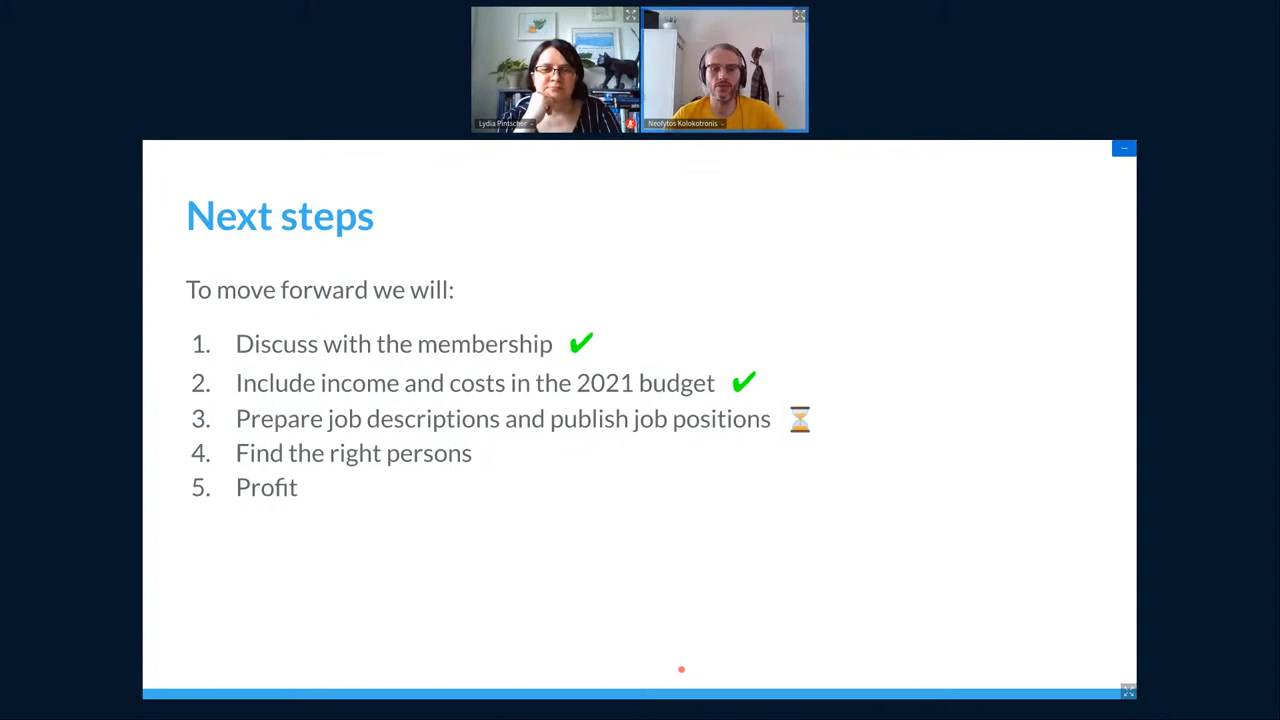 Lydia Pintscher
Neofytos Kolokotronis
Next steps
To move forward we will:
1. Discuss with the membership ✔
2. Include income and costs in the 2021 budget ✔
3. Prepare job descriptions and publish job positions ⏳
4. Find the right persons
5. Profit